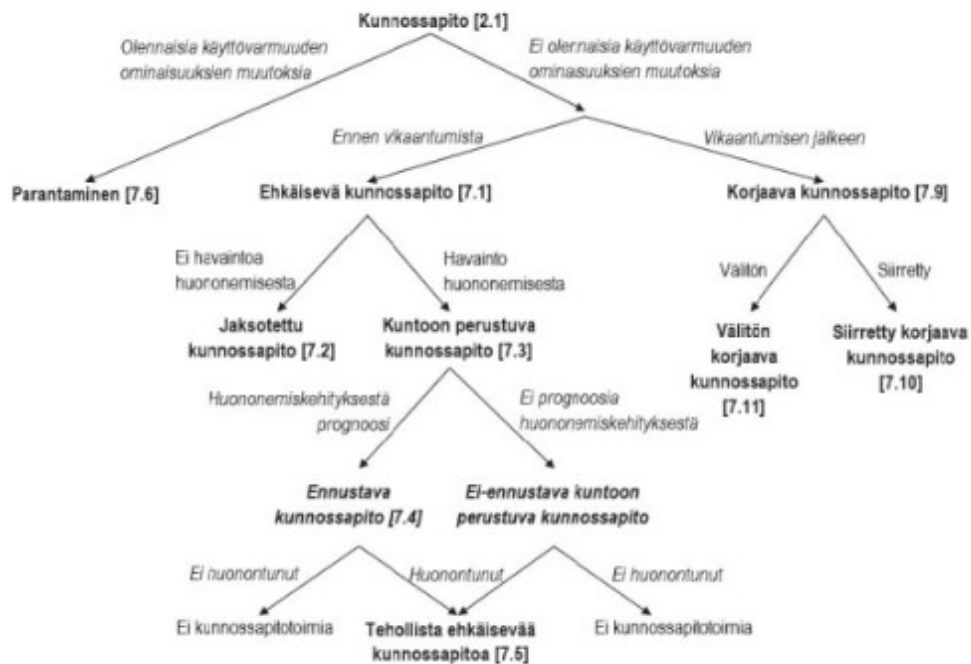 Kunnossapito [2.1]
Olennaisia käyttövarmuuden
ominaisuuksien muutoksia
Ei olennaisia käyttövarmuuden
ominasuuksien muutoksia
Ennen vikaantumista
Vikaantumisen jälkeen
Parantaminen [7.6]
Ehkäisevä kunnossapito [7.1]
Korjaava kunnossapito [7.9]
Ei havaintoa
huononemisesta
Havainto
huononemisesta
Välitön
Siirretty
Jaksotettu
kunnossapito [7.2]
Kuntoon perustuva
kunnossapito [7.3]
Välitön
korjaava
kunnossapito
[7.11]
Siirretty korjaava
kunnossapito
[7.10]
Huononemiskehityksestä
prognoosi
Ei prognoosia
huononemiskehityksestä
Ennustava
kunnossapito [7.4]
Ei-ennustava kuntoon
perustuva kunnossapito
Ei huonontunut
Huonontunut
Ei huonontunut
Ei kunnossapitotoimia
Tehollista ehkäisevää
kunnossapitoa [7.5]
Ei kunnossapitotoimia